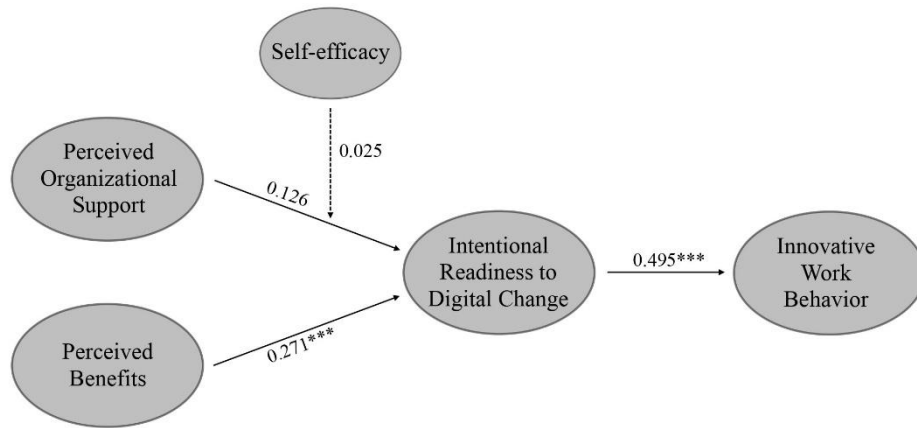 Self-efficacy
0.025
Perceived
Organizational
Support
0.126
Intentional
Readiness to
Digital Change
0.495***
Innovative
Work
Behavior
0.271***
Perceived
Benefits